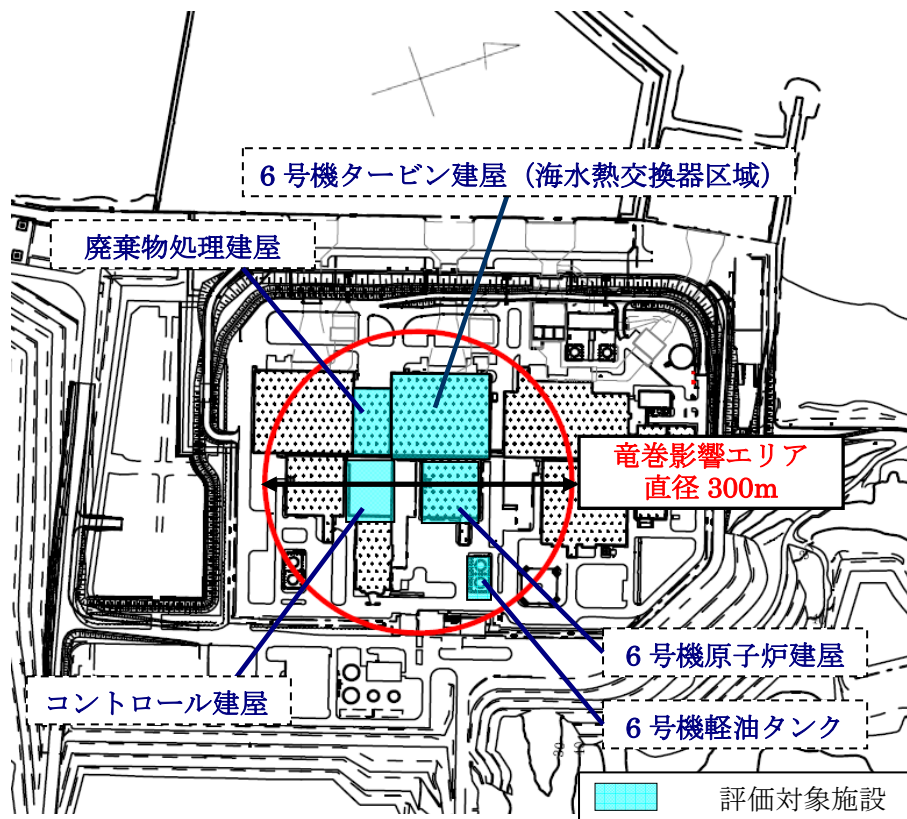 6 号機タービン建屋（海水熱交換器区域）
廃棄物処理建屋
竜巻影響エリア
直径 300m
6 号機原子炉建屋
コントロール建屋
6 号機軽油タンク
評価対象施設